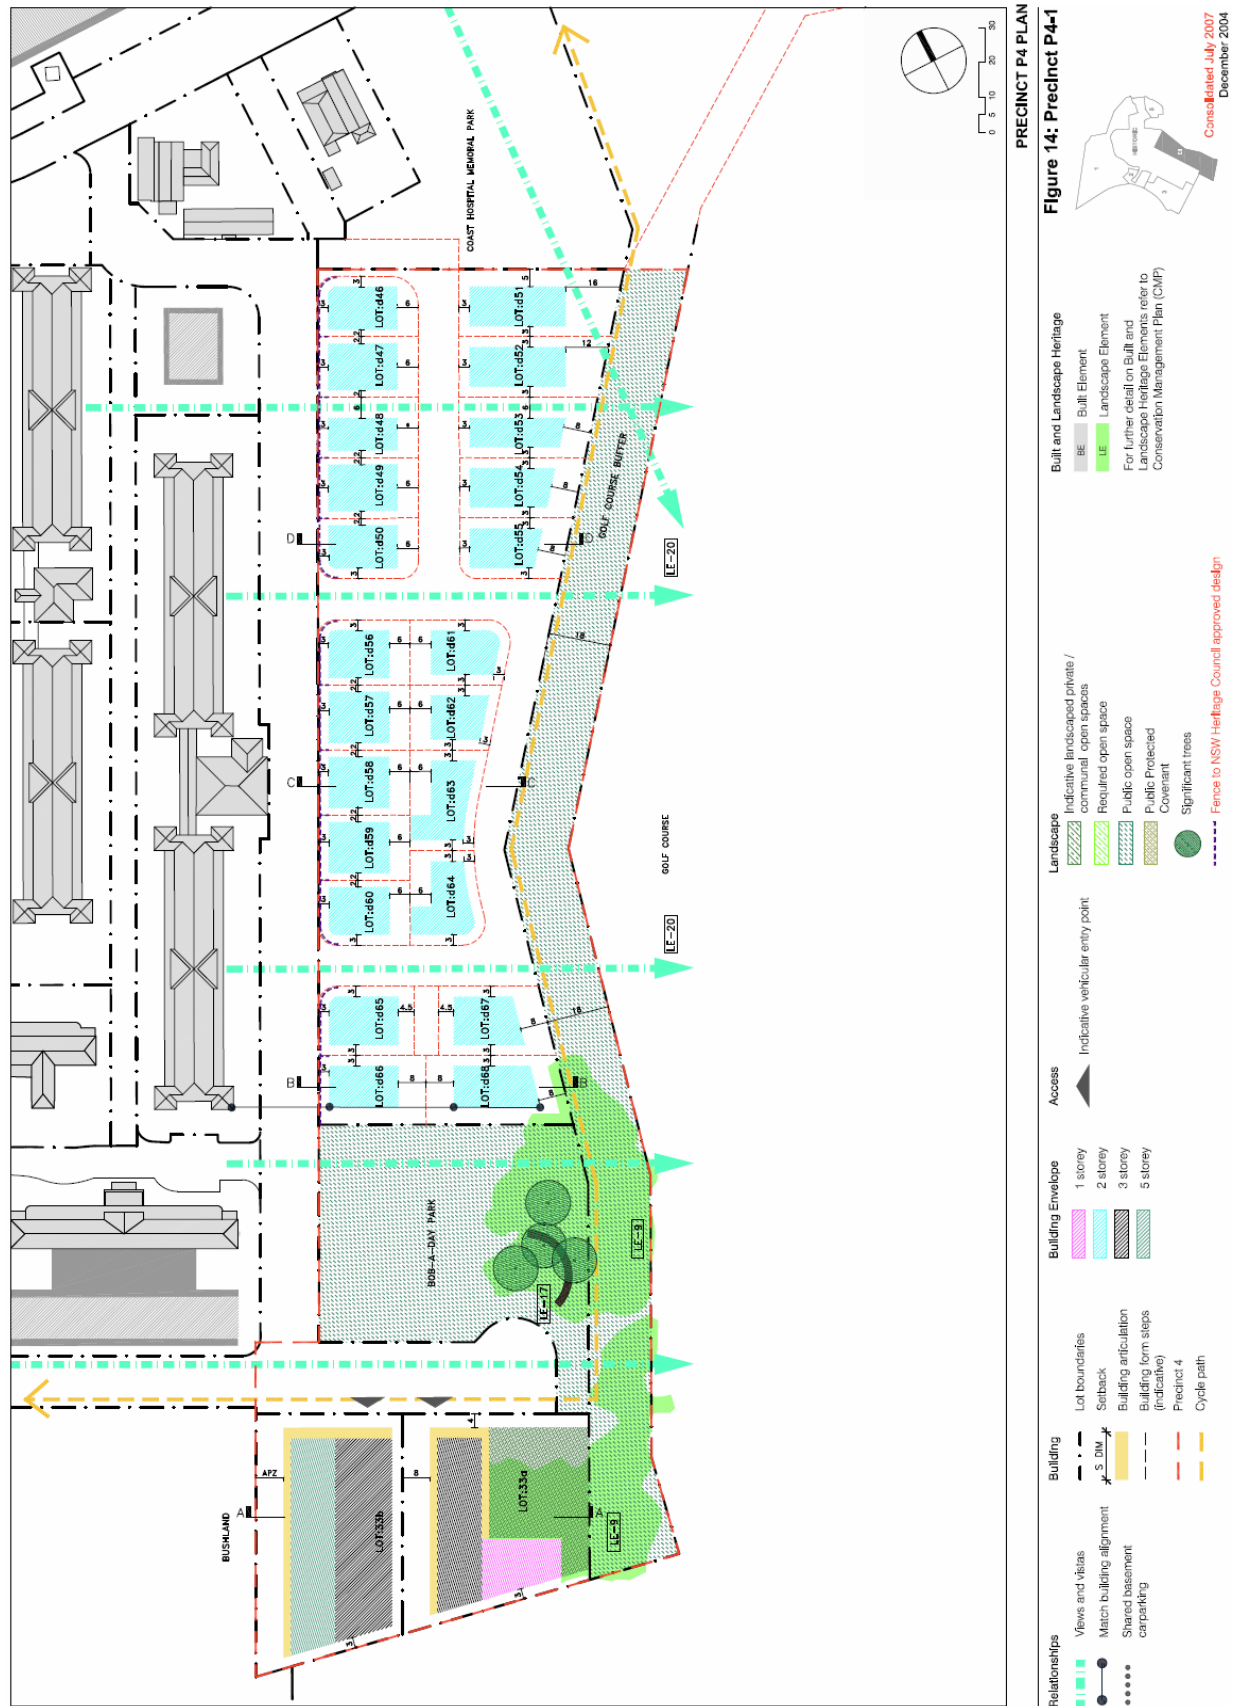 PRECINCT P4 PLAN
0 5 10 20 30
COAST HOSPITAL MEMORIAL PARK
LOT:d46
LOT:d47
LOT:d48
LOT:d49
LOT:d50
LOT:d51
LOT:d52
LOT:d53
LOT:d54
LOT:d55
GOLF COURSE BUFFER
LE-20
LOT:d56
LOT:d57
LOT:d58
LOT:d59
LOT:d60
LOT:d61
LOT:d62
LOT:d63
LOT:d64
GOLF COURSE
LE-20
LOT:d65
LOT:d66
LOT:d67
LOT:d68
BOB-A-DAY PARK
LE-17
LE-9
BUSHLAND
APZ
LOT:33b
LOT:33a
LE-9
A
A
B
B
C
C
D
D
Figure 14: Precinct P4-1
Relationships
Views and vistas
Match building alignment
Shared basement
carparking
Building
Lot boundaries
S DIM
Setback
Building articulation
Building form steps
(indicative)
Precinct 4
Cycle path
Building Envelope
1 storey
2 storey
3 storey
5 storey
Access
Indicative vehicular entry point
Landscape
Indicative landscaped private /
communal open spaces
Required open space
Public open space
Public Protected
Covenant
Significant trees
Fence to NSW Heritage Council approved design
Built and Landscape Heritage
BE Built Element
LE Landscape Element
For further detail on Built and
Landscape Heritage Elements refer to
Conservation Management Plan (CMP)
Consolidated July 2007
December 2004